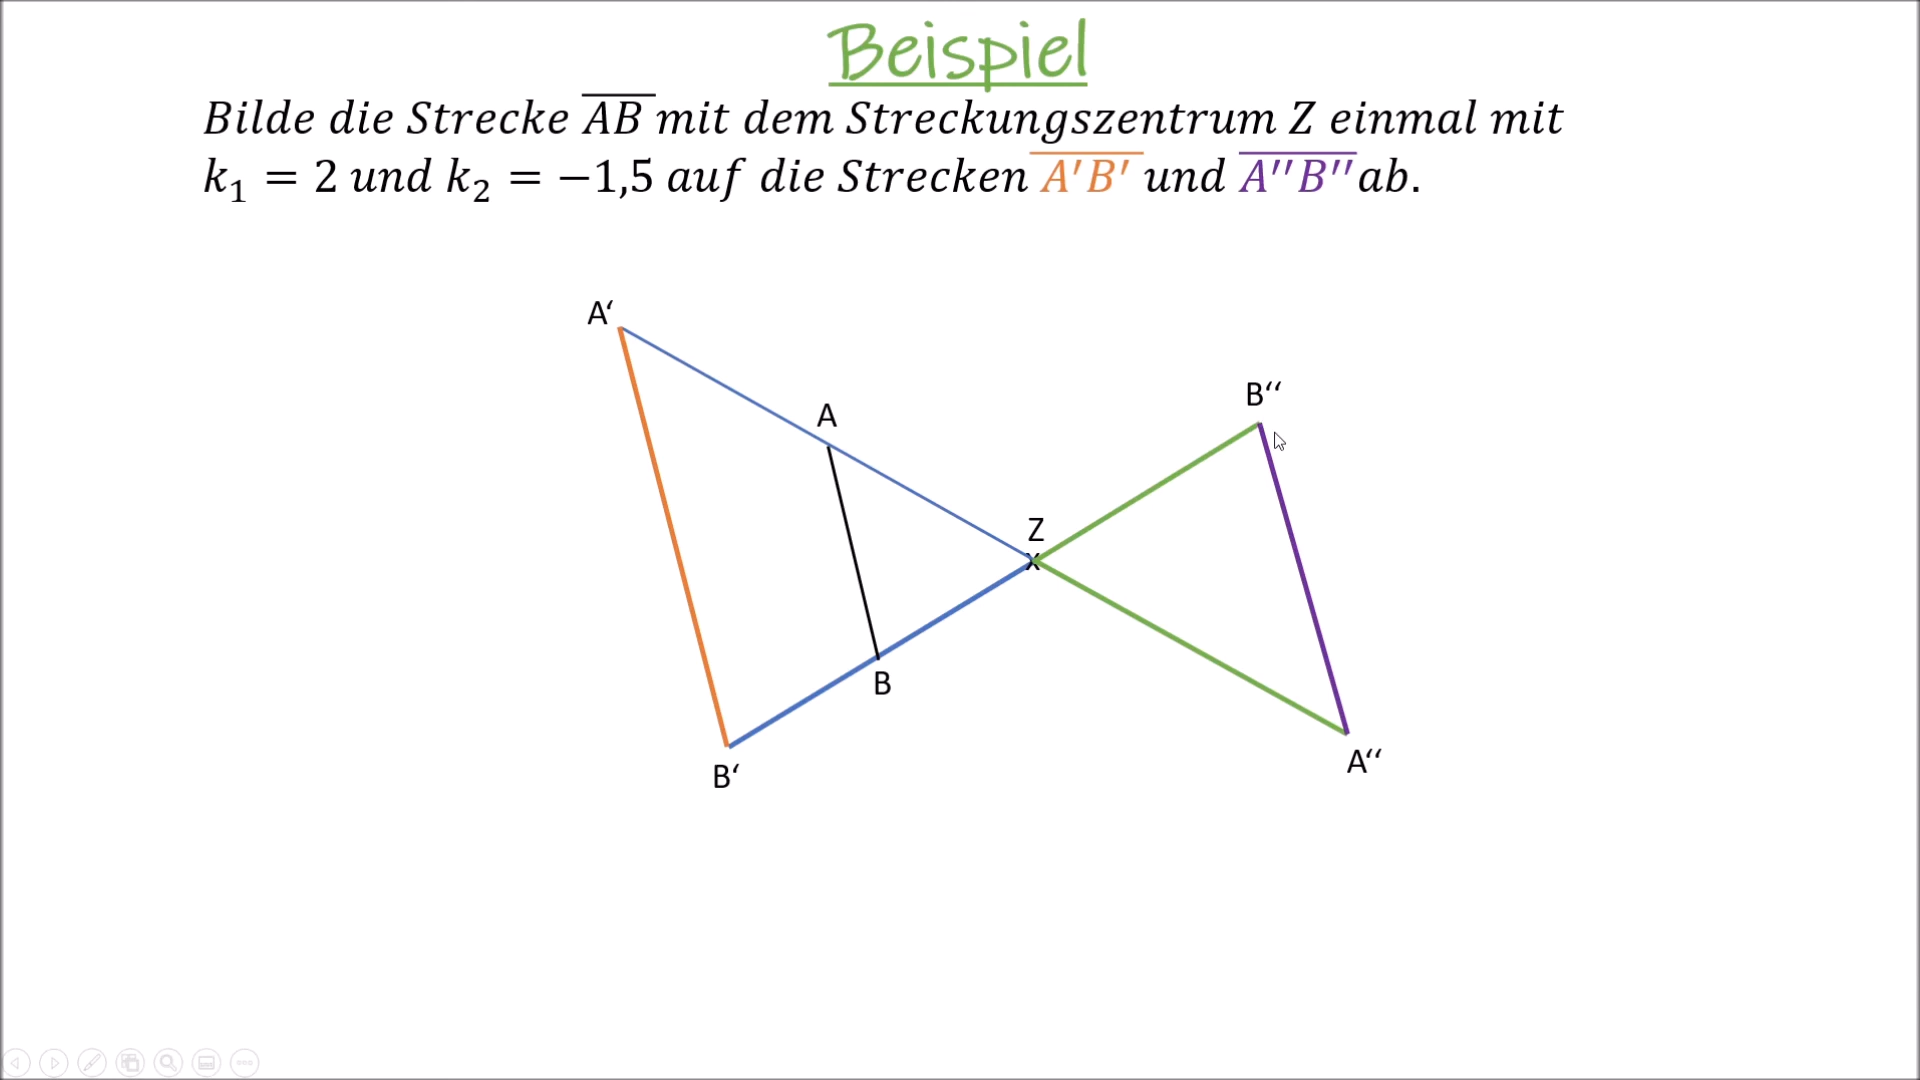 Beispiel
Bilde die Strecke A̅B̅ mit dem Streckungszentrum Z einmal mit
k₁ = 2 und k₂ = −1,5 auf die Strecken A̅'̅B̅'̅ und A̅'̅'̅B̅'̅'̅ ab.
A‘
B‘‘
A
Z
x
B
A‘‘
B‘